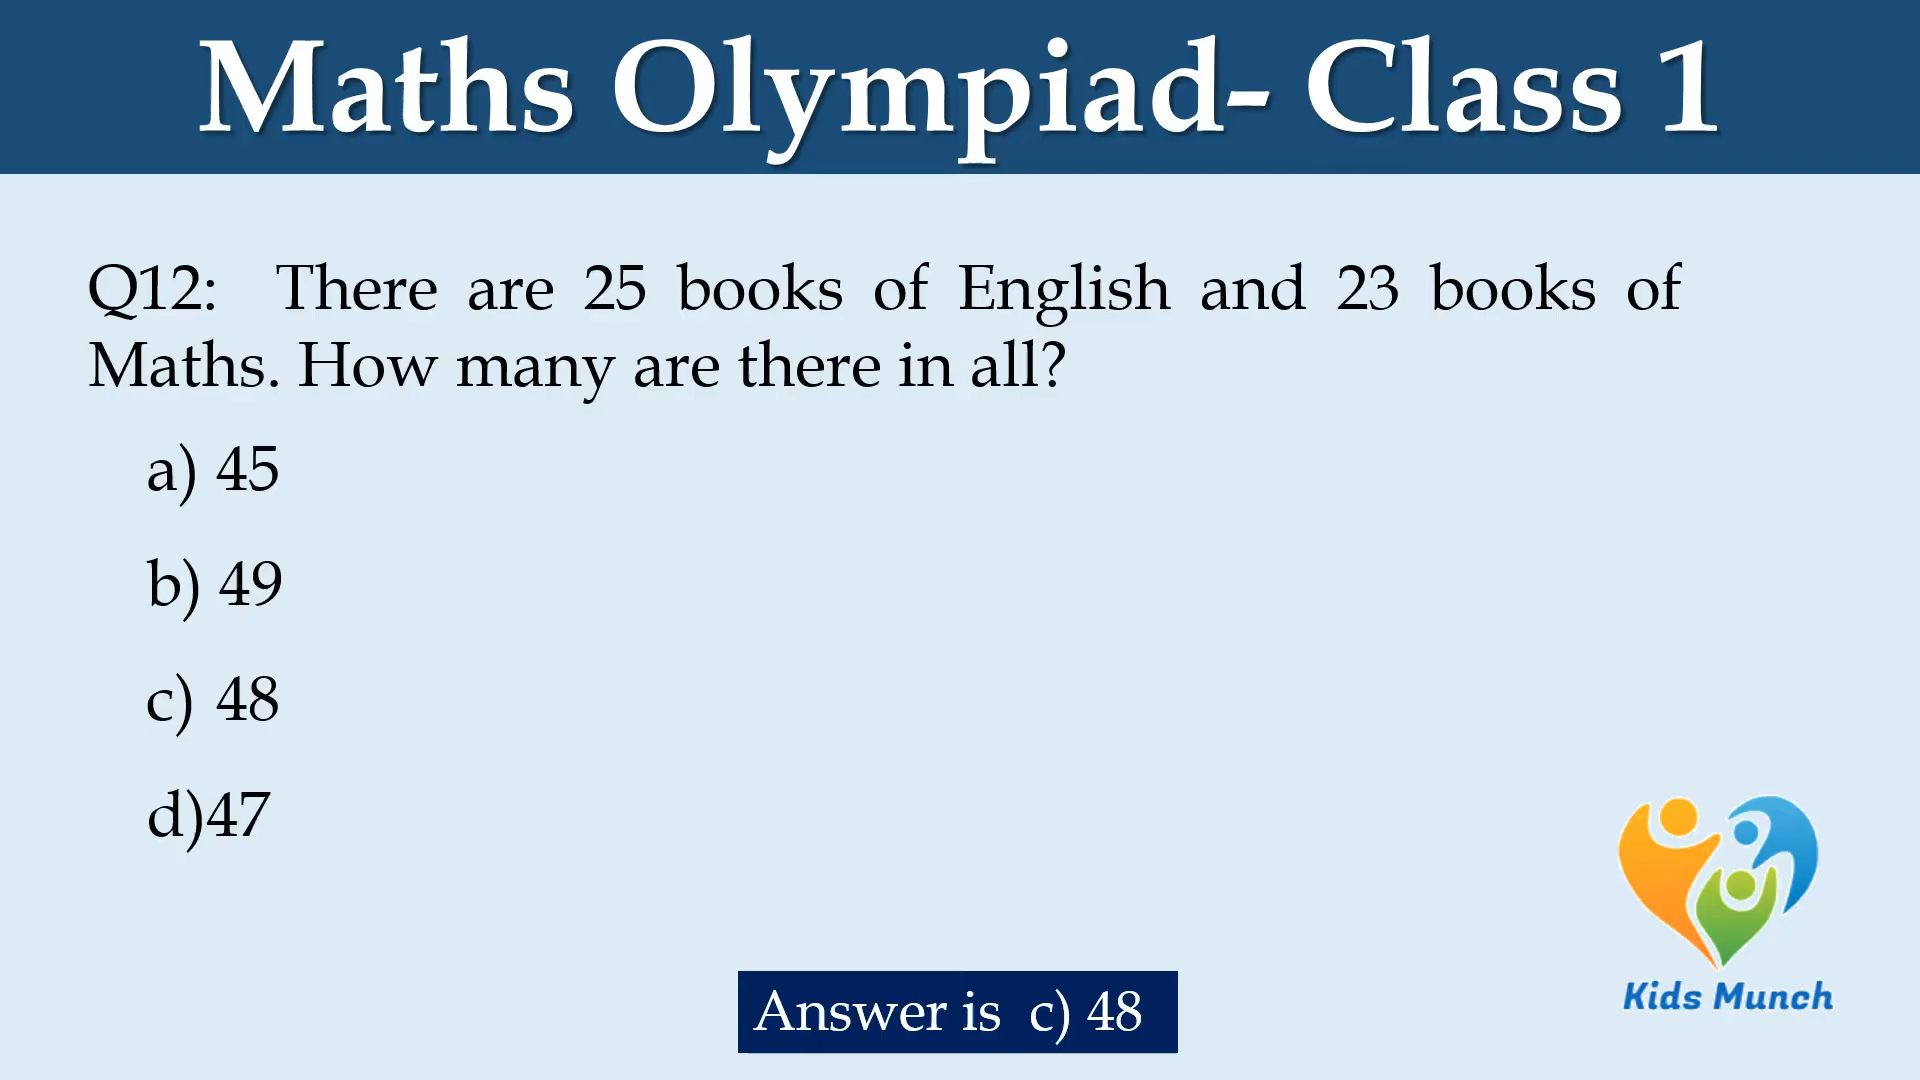 Maths Olympiad- Class 1
Q12: There are 25 books of English and 23 books of
Maths. How many are there in all?
a) 45
b) 49
c) 48
d)47
Kids Munch
Answer is c) 48